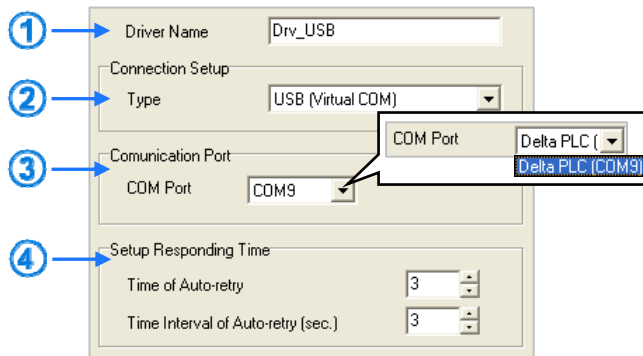 1 Driver Name Drv_USB
Connection Setup
2 Type USB (Virtual COM)
COM Port Delta PLC (
Delta PLC (COM9)
3 Comunication Port
COM Port COM9
4 Setup Responding Time
Time of Auto-retry 3
Time Interval of Auto-retry (sec.) 3